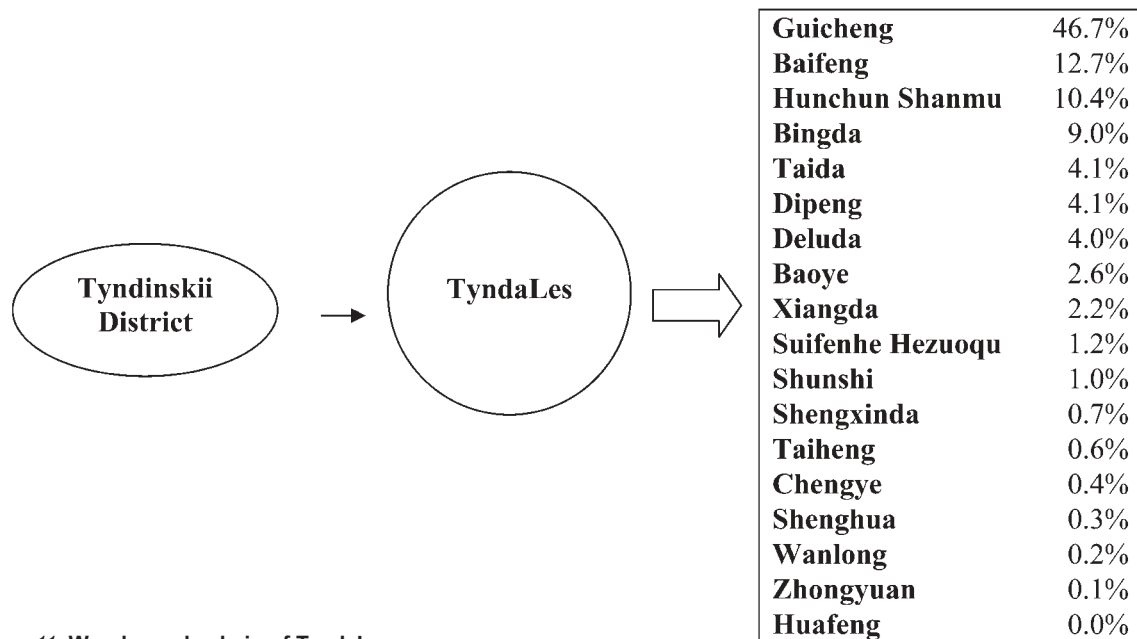 Tyndinskii
District
TyndaLes
Guicheng 46.7%
Baifeng 12.7%
Hunchun Shanmu 10.4%
Bingda 9.0%
Taida 4.1%
Dipeng 4.1%
Deluda 4.0%
Baoye 2.6%
Xiangda 2.2%
Suifenhe Hezuoqu 1.2%
Shunshi 1.0%
Shengxinda 0.7%
Taiheng 0.6%
Chengye 0.4%
Shenghua 0.3%
Wanlong 0.2%
Zhongyuan 0.1%
Huafeng 0.0%